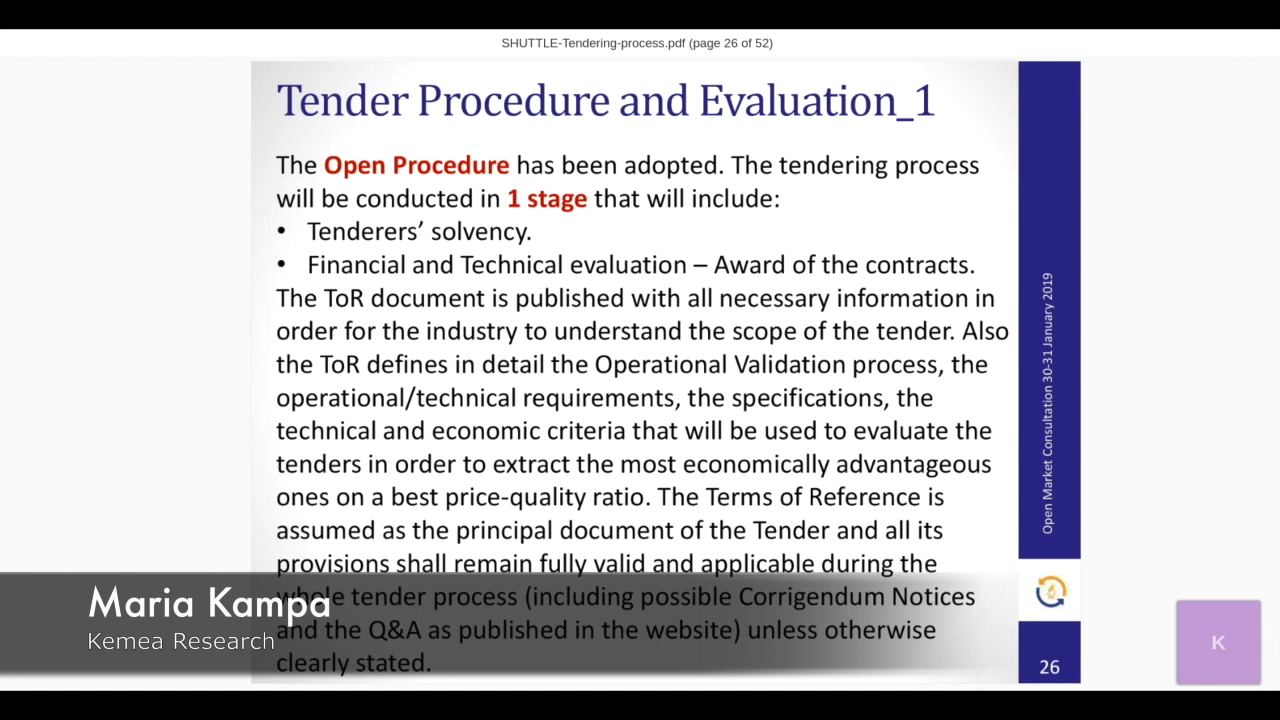 SHUTTLE-Tendering-process.pdf (page 26 of 52)
Tender Procedure and Evaluation_1
The Open Procedure has been adopted. The tendering process
will be conducted in 1 stage that will include:
• Tenderers’ solvency.
• Financial and Technical evaluation – Award of the contracts.
The ToR document is published with all necessary information in
order for the industry to understand the scope of the tender. Also
the ToR defines in detail the Operational Validation process, the
operational/technical requirements, the specifications, the
technical and economic criteria that will be used to evaluate the
tenders in order to extract the most economically advantageous
ones on a best price-quality ratio. The Terms of Reference is
assumed as the principal document of the Tender and all its
provisions shall remain fully valid and applicable during the
whole tender process (including possible Corrigendum Notices
and the Q&A as published in the website) unless otherwise
clearly stated.
Open Market Consultation 30-31 January 2019
26
Maria Kampa
Kemea Research
K